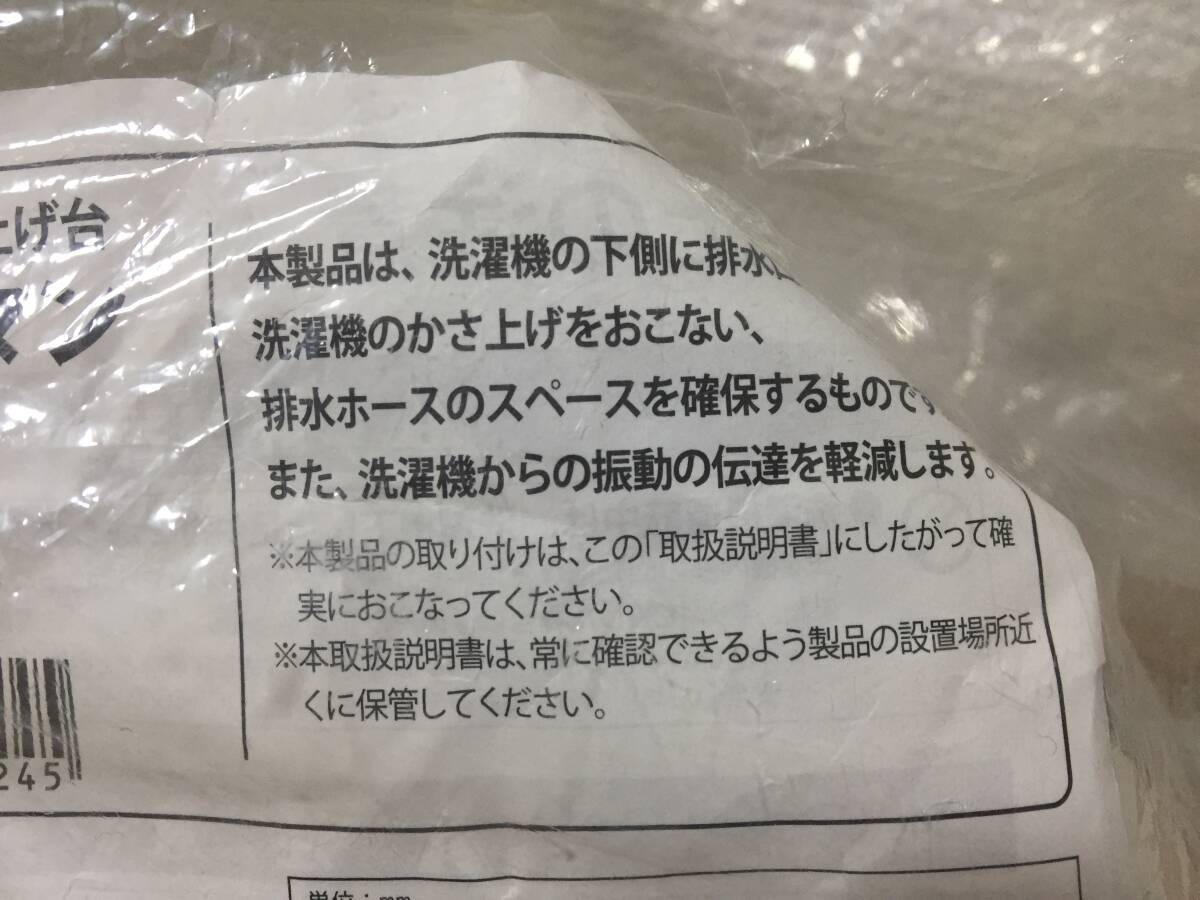 上げ台
マン
本製品は、洗濯機の下側に排水
洗濯機のかさ上げをおこない、
排水ホースのスペースを確保するものです
また、洗濯機からの振動の伝達を軽減します。
※本製品の取り付けは、この「取扱説明書」にしたがって確
実におこなってください。
※本取扱説明書は、常に確認できるよう製品の設置場所近
くに保管してください。
245
単位：mm